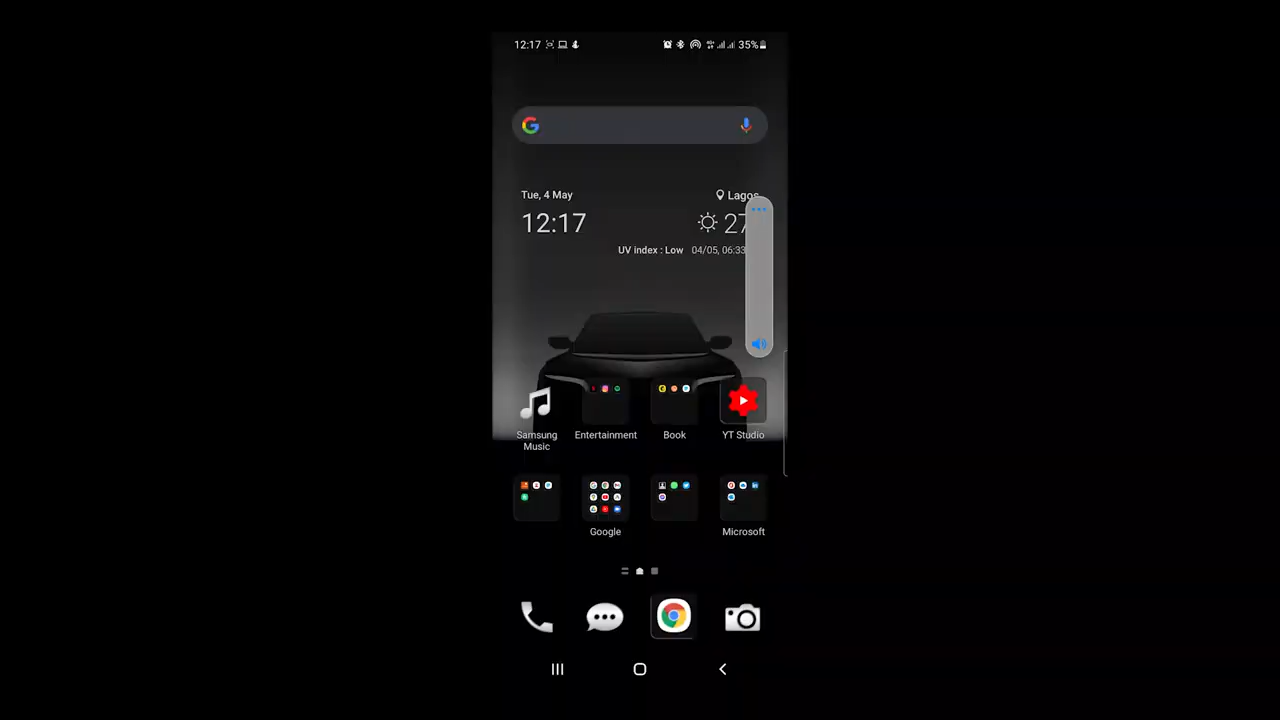 12:17 35%
Tue, 4 May Lagos
12:17 27
UV index : Low 04/05, 06:33
Samsung Music Entertainment Book YT Studio
Google Microsoft